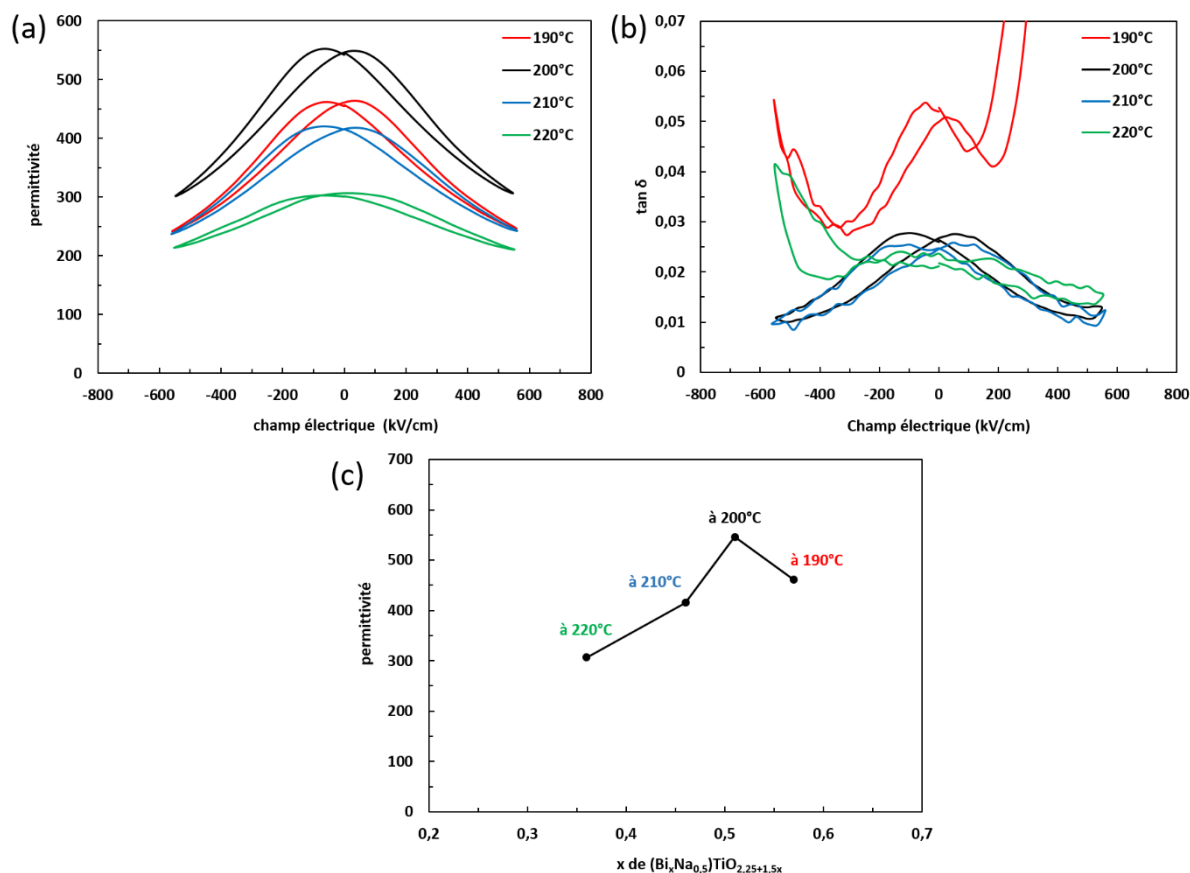 (a)
600
500
400
300
200
100
0
permittivité
190°C
200°C
210°C
220°C
-800
-600
-400
-200
0
200
400
600
800
champ électrique (kV/cm)
(b)
0,07
0,06
0,05
0,04
0,03
0,02
0,01
0
tan δ
190°C
200°C
210°C
220°C
-800
-600
-400
-200
0
200
400
600
800
Champ électrique (kV/cm)
(c)
700
600
500
400
300
200
100
0
permittivité
à 200°C
à 190°C
à 210°C
à 220°C
0,2
0,3
0,4
0,5
0,6
0,7
x de (BiₓNa₀,₅)TiO₂,₂₅₊₁,₅ₓ